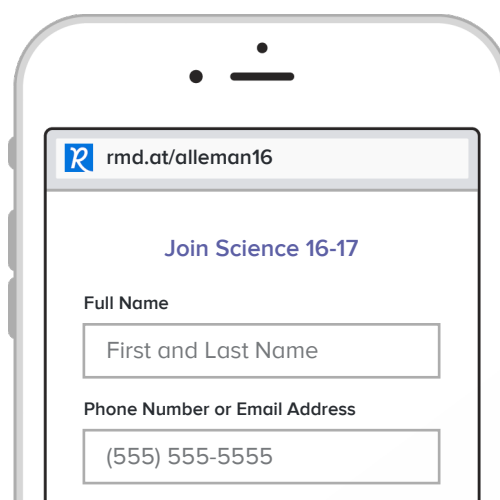 rmd.at/alleman16
Join Science 16-17
Full Name
First and Last Name
Phone Number or Email Address
(555) 555-5555